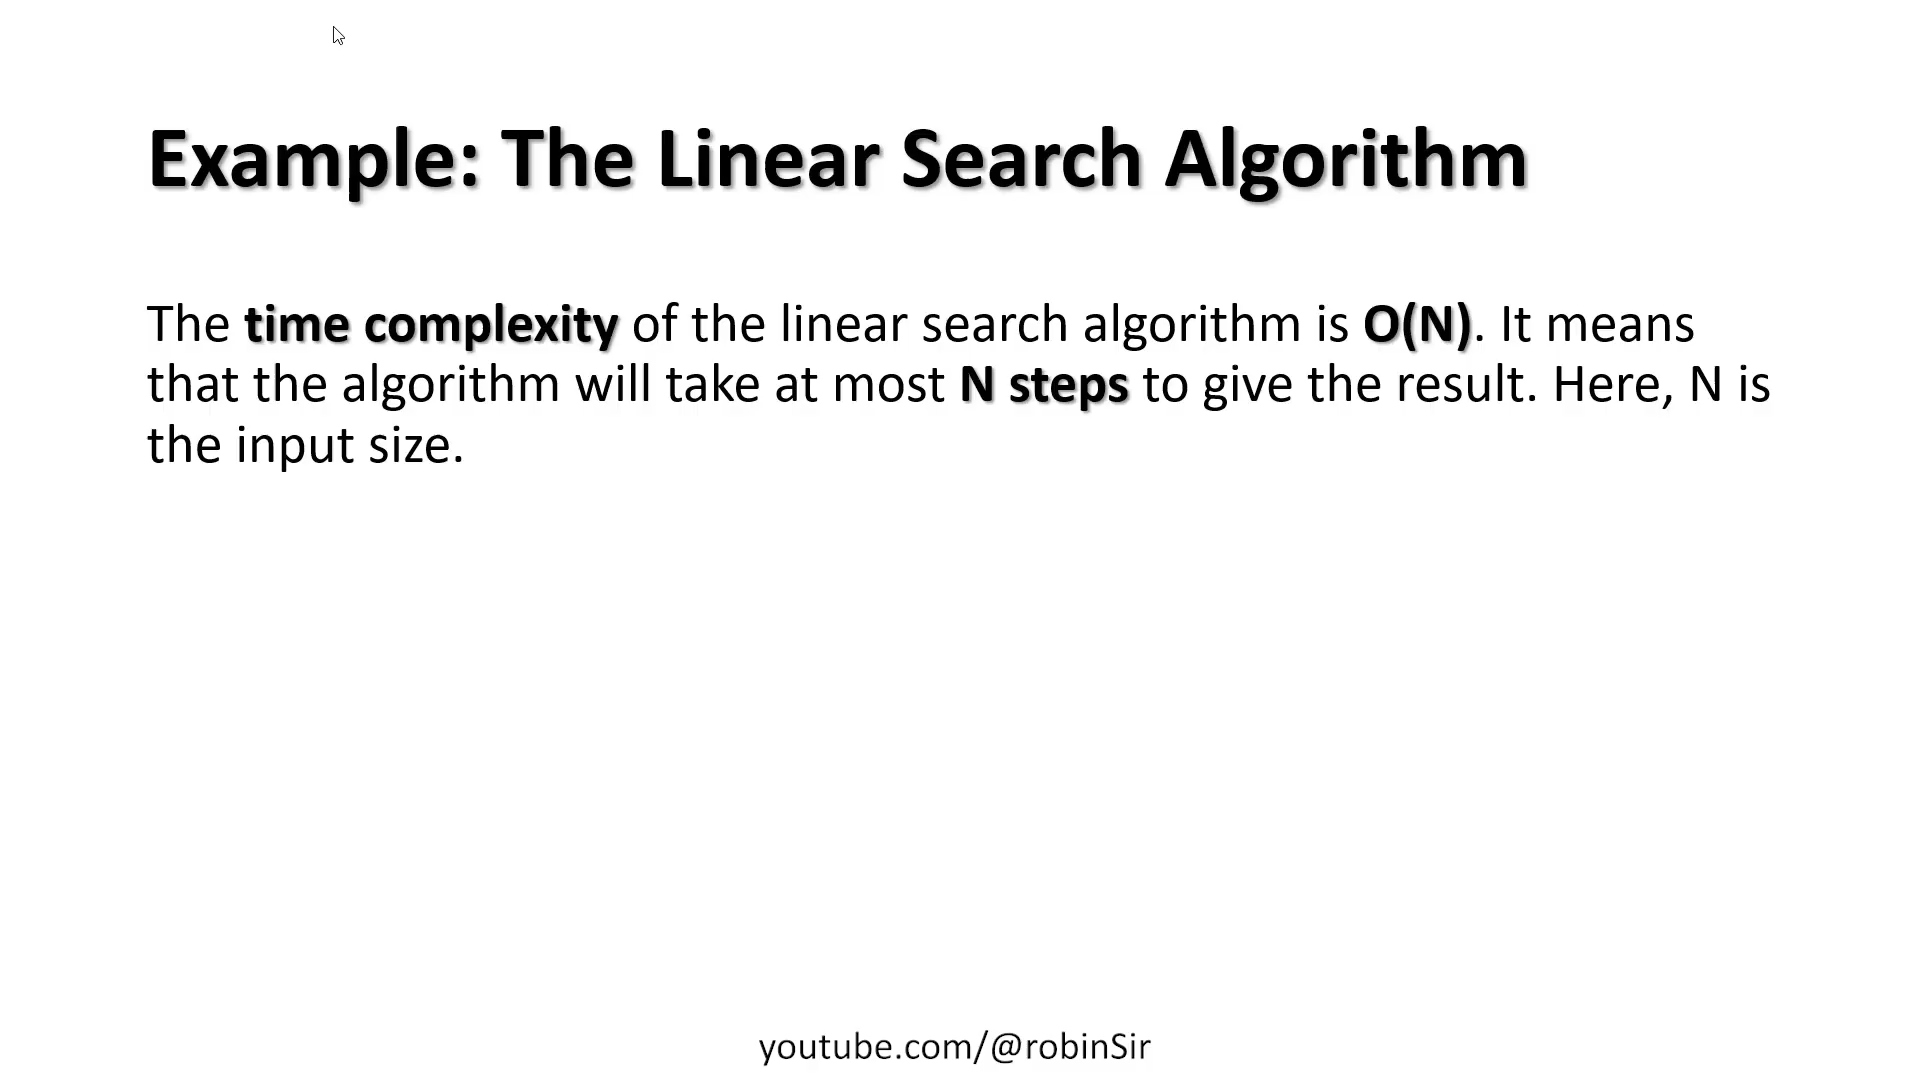 Example: The Linear Search Algorithm
The time complexity of the linear search algorithm is O(N). It means
that the algorithm will take at most N steps to give the result. Here, N is
the input size.
youtube.com/@robinSir